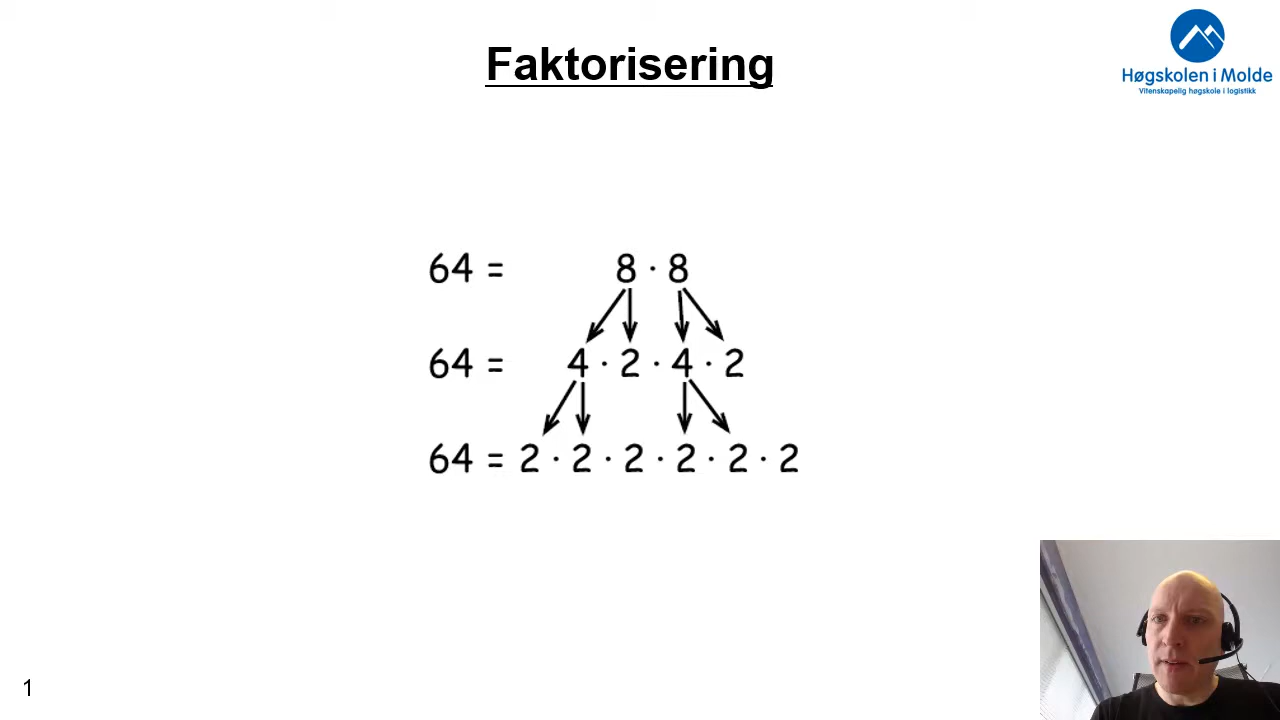 Faktorisering
Høgskolen i Molde
Vitenskapelig høgskole i logistikk
64 = 8 · 8
64 = 4 · 2 · 4 · 2
64 = 2 · 2 · 2 · 2 · 2 · 2
1